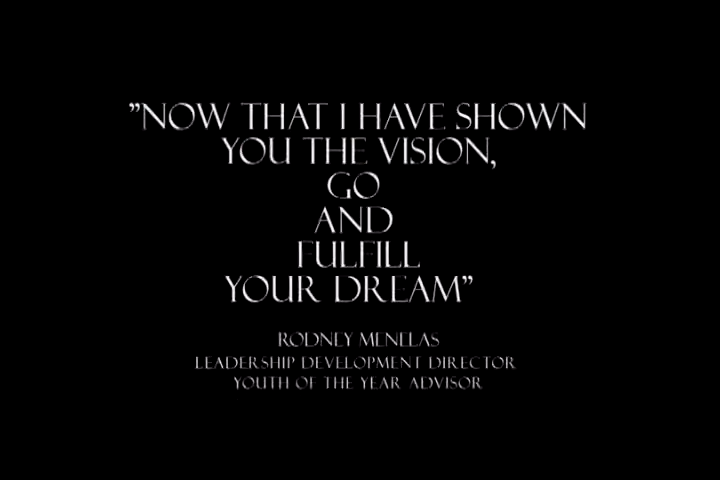 ”NOW THAT I HAVE SHOWN
YOU THE VISION,
GO
AND
FULFILL
YOUR DREAM”
RODNEY MENELAS
LEADERSHIP DEVELOPMENT DIRECTOR
YOUTH OF THE YEAR ADVISOR